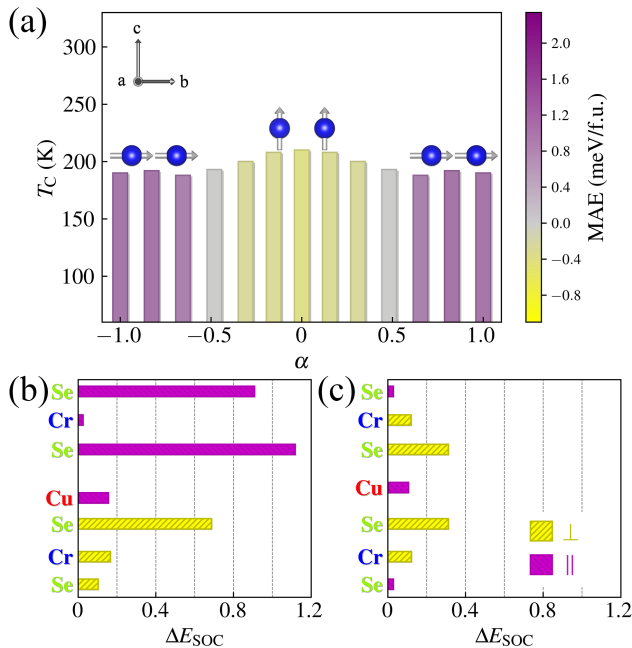 (a)
T_C (K)
330
250
200
150
100
c
a
b
−1.0
−0.5
0
0.5
1.0
α
2.0
1.6
1.2
0.8
0.4
0.0
−0.4
−0.8
MAE (meV/f.u.)
(b)
Se
Cr
Se
Cu
Se
Cr
Se
0
0.4
0.8
1.2
ΔE_SOC
(c)
Se
Cr
Se
Cu
Se
Cr
Se
⊥
||
0
0.4
0.8
1.2
ΔE_SOC